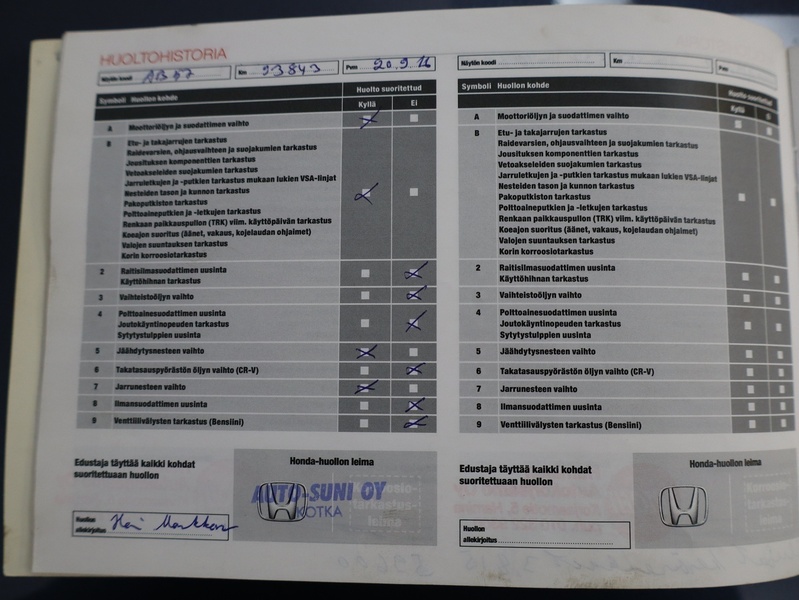 HUOLTOHISTORIA
Näytön koodi AB 57 Km 93843 Pvm 20.9.16
Symboli Huollon kohde Huolto suoritettud
Kyllä Ei
A Moottoriöljyn ja suodattimen vaihto
B Etu- ja takajarrujen tarkastus
Raidevarsien, ohjausvaihteen ja suojakumien tarkastus
Jousituksen komponenttien tarkastus
Vetoakseleiden suojakumien tarkastus
Jarruletkujen ja -putkien tarkastus mukaan lukien VSA-linjat
Nesteiden tason ja kunnon tarkastus
Pakoputkiston tarkastus
Polttoaineputkien ja -letkujen tarkastus
Renkaan paikkauspullon (TRK) viim. käyttöpäivän tarkastus
Koeajon suoritus (äänet, vakaus, kojelaudan ohjaimet)
Valojen suuntauksen tarkastus
Korin korroosiotarkastus
2 Raitisilmasuodattimen uusinta
Käyttöhihnan tarkastus
3 Vaihteistoöljyn vaihto
4 Polttoainesuodattimen uusinta
Joutokäyntinopeuden tarkastus
Sytytystulppien uusinta
5 Jäähdytysnesteen vaihto
6 Takatasauspyörästön öljyn vaihto (CR-V)
7 Jarrunesteen vaihto
8 Ilmansuodattimen uusinta
9 Venttiilivälysten tarkastus (Bensiini)
Edustaja täyttää kaikki kohdat
suoritettuaan huollon
Honda-huollon leima
AUTO-SUNI OY
KOTKA
Huollon
allekirjoitus
Näytön koodi Km Pvm
Symboli Huollon kohde Huolto suoritettud
Kyllä Ei
A Moottoriöljyn ja suodattimen vaihto
B Etu- ja takajarrujen tarkastus
Raidevarsien, ohjausvaihteen ja suojakumien tarkastus
Jousituksen komponenttien tarkastus
Vetoakseleiden suojakumien tarkastus
Jarruletkujen ja -putkien tarkastus mukaan lukien VSA-linjat
Nesteiden tason ja kunnon tarkastus
Pakoputkiston tarkastus
Polttoaineputkien ja -letkujen tarkastus
Renkaan paikkauspullon (TRK) viim. käyttöpäivän tarkastus
Koeajon suoritus (äänet, vakaus, kojelaudan ohjaimet)
Valojen suuntauksen tarkastus
Korin korroosiotarkastus
2 Raitisilmasuodattimen uusinta
Käyttöhihnan tarkastus
3 Vaihteistoöljyn vaihto
4 Polttoainesuodattimen uusinta
Joutokäyntinopeuden tarkastus
Sytytystulppien uusinta
5 Jäähdytysnesteen vaihto
6 Takatasauspyörästön öljyn vaihto (CR-V)
7 Jarrunesteen vaihto
8 Ilmansuodattimen uusinta
9 Venttiilivälysten tarkastus (Bensiini)
Edustaja täyttää kaikki kohdat
suoritettuaan huollon
Honda-huollon leima
Huollon
allekirjoitus